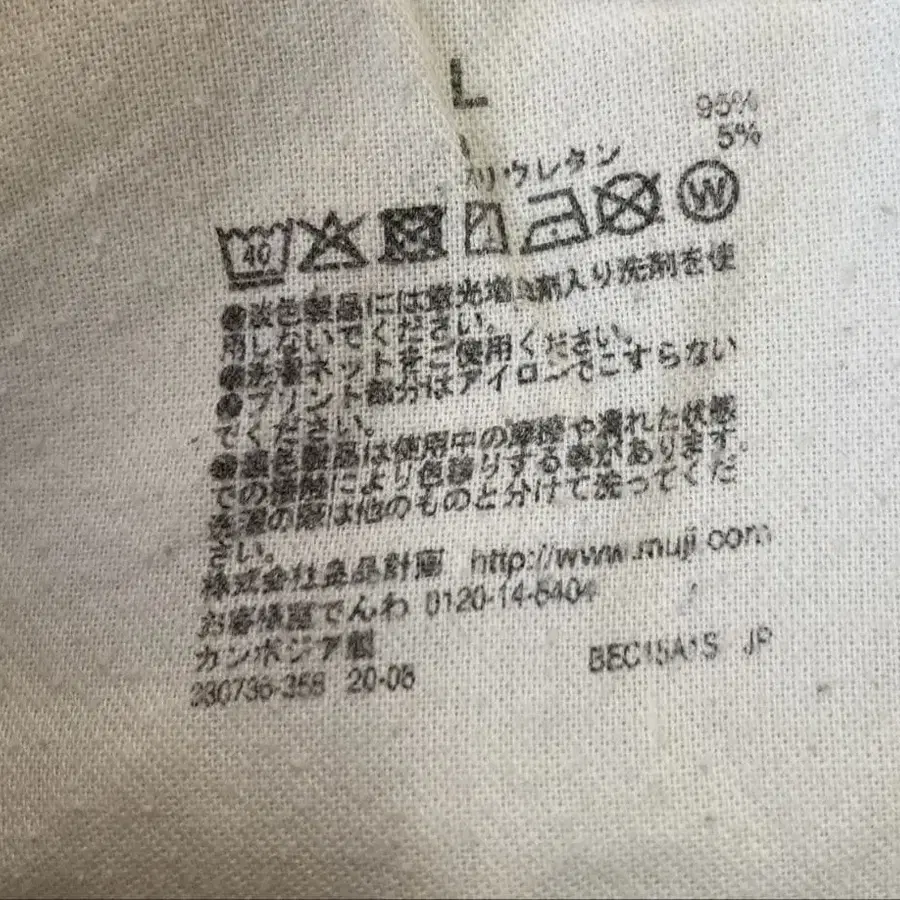 L
95%
5%
ウレタン
40
W
●淡色製品には蛍光増 剤入り洗剤を使
用しないでください。
●洗濯ネットをご使用ください。
●プリント部分はアイロンでこすらない
でください。
●濃色製品は使用中の摩擦や濡れた状態
での接触により色移りする事があります。
洗濯の際は他のものと分けて洗ってくだ
さい。
株式会社良品計画 http://www.muji.com
お客様室でんわ 0120-14-6404
カンボジア製
20-05
BEC15A1S JP